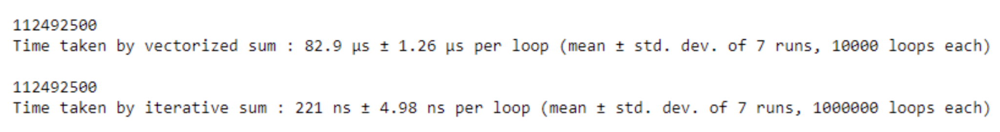 112492500
Time taken by vectorized sum : 82.9 µs ± 1.26 µs per loop (mean ± std. dev. of 7 runs, 10000 loops each)
112492500
Time taken by iterative sum : 221 ns ± 4.98 ns per loop (mean ± std. dev. of 7 runs, 1000000 loops each)